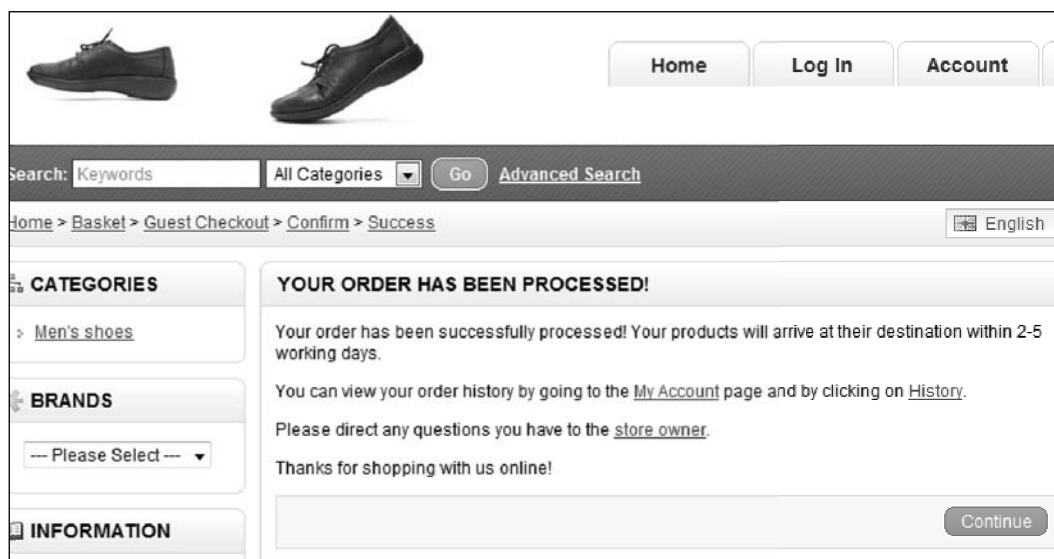 Home Log In Account
Search: Keywords All Categories Go Advanced Search
Home > Basket > Guest Checkout > Confirm > Success English
CATEGORIES
Men's shoes
BRANDS
--- Please Select ---
INFORMATION
YOUR ORDER HAS BEEN PROCESSED!
Your order has been successfully processed! Your products will arrive at their destination within 2-5
working days.
You can view your order history by going to the My Account page and by clicking on History.
Please direct any questions you have to the store owner.
Thanks for shopping with us online!
Continue